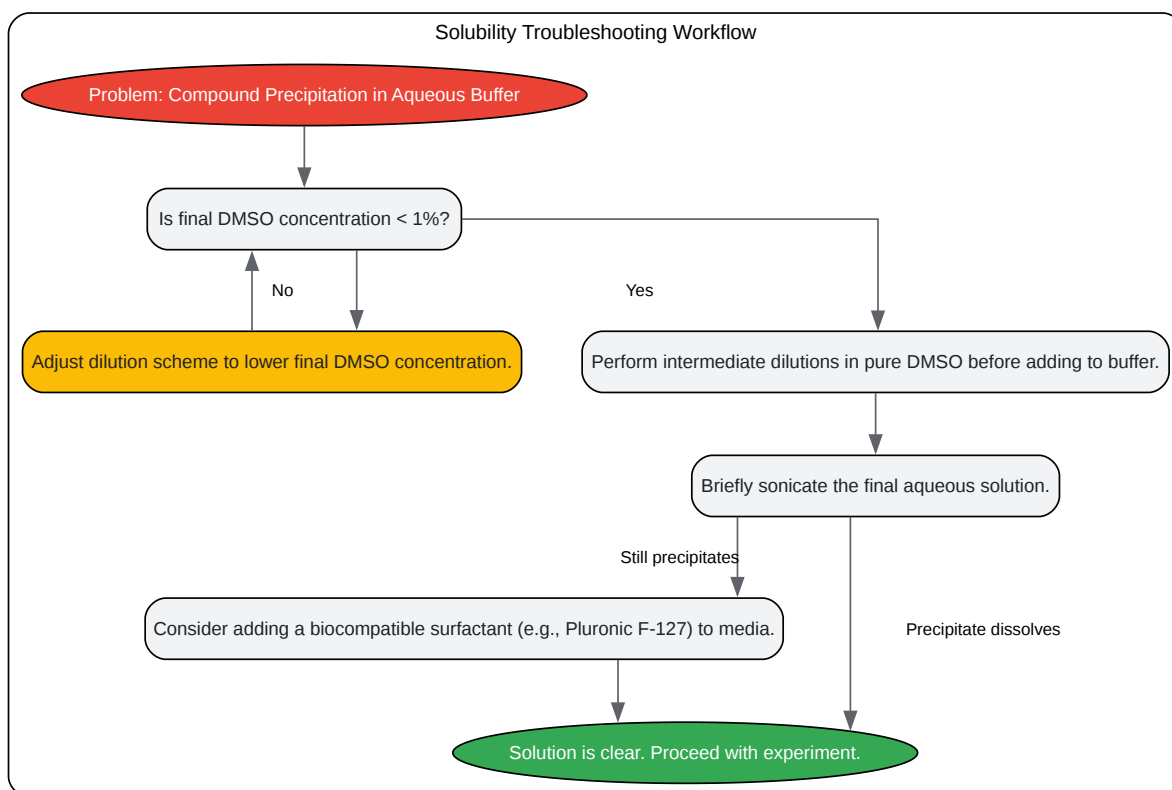 Solubility Troubleshooting Workflow
Problem: Compound Precipitation in Aqueous Buffer
Is final DMSO concentration < 1%?
No
Yes
Adjust dilution scheme to lower final DMSO concentration.
Perform intermediate dilutions in pure DMSO before adding to buffer.
Briefly sonicate the final aqueous solution.
Still precipitates
Consider adding a biocompatible surfactant (e.g., Pluronic F-127) to media.
Precipitate dissolves
Solution is clear. Proceed with experiment.